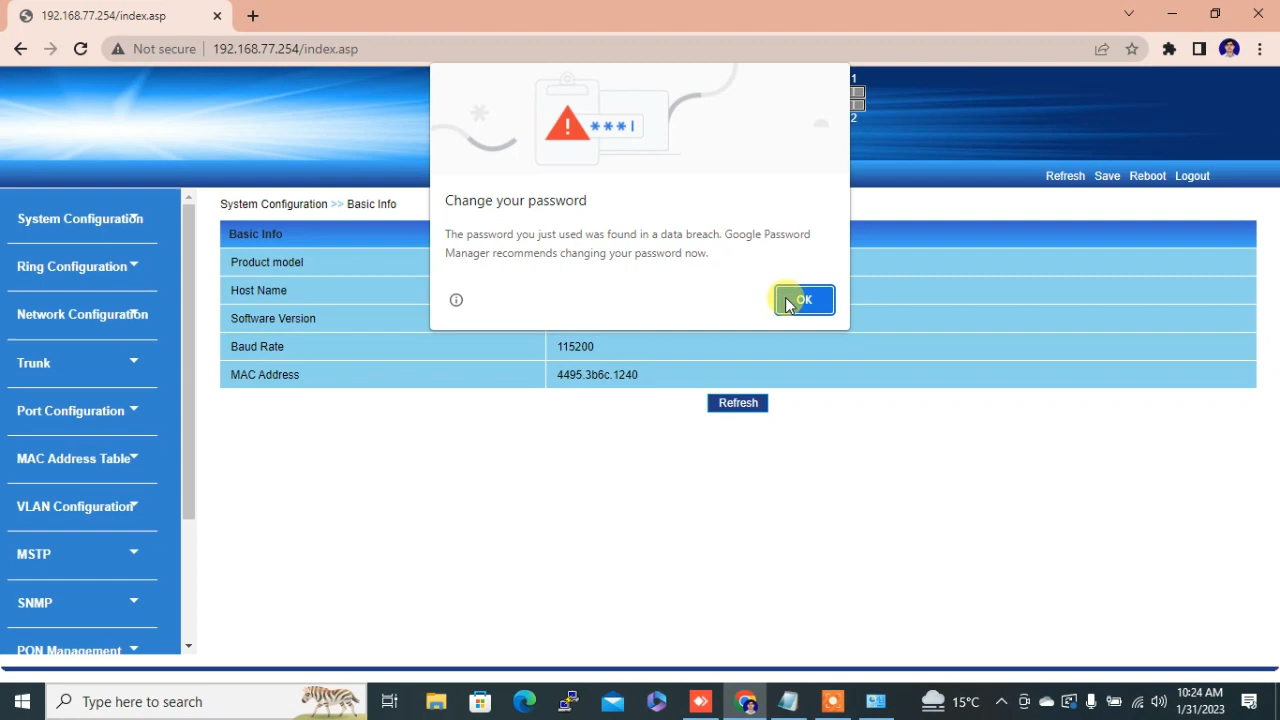 192.168.77.254/index.asp
Not secure
192.168.77.254/index.asp
1
2
Refresh Save Reboot Logout
***
Change your password
The password you just used was found in a data breach. Google Password
Manager recommends changing your password now.
OK
System Configuration
Ring Configuration
Network Configuration
Trunk
Port Configuration
MAC Address Table
VLAN Configuration
MSTP
SNMP
PON Management
System Configuration >> Basic Info
Basic Info
Product model
Host Name
Software Version
Baud Rate 115200
MAC Address 4495.3b6c.1240
Refresh
Type here to search
15°C
10:24 AM
1/31/2023